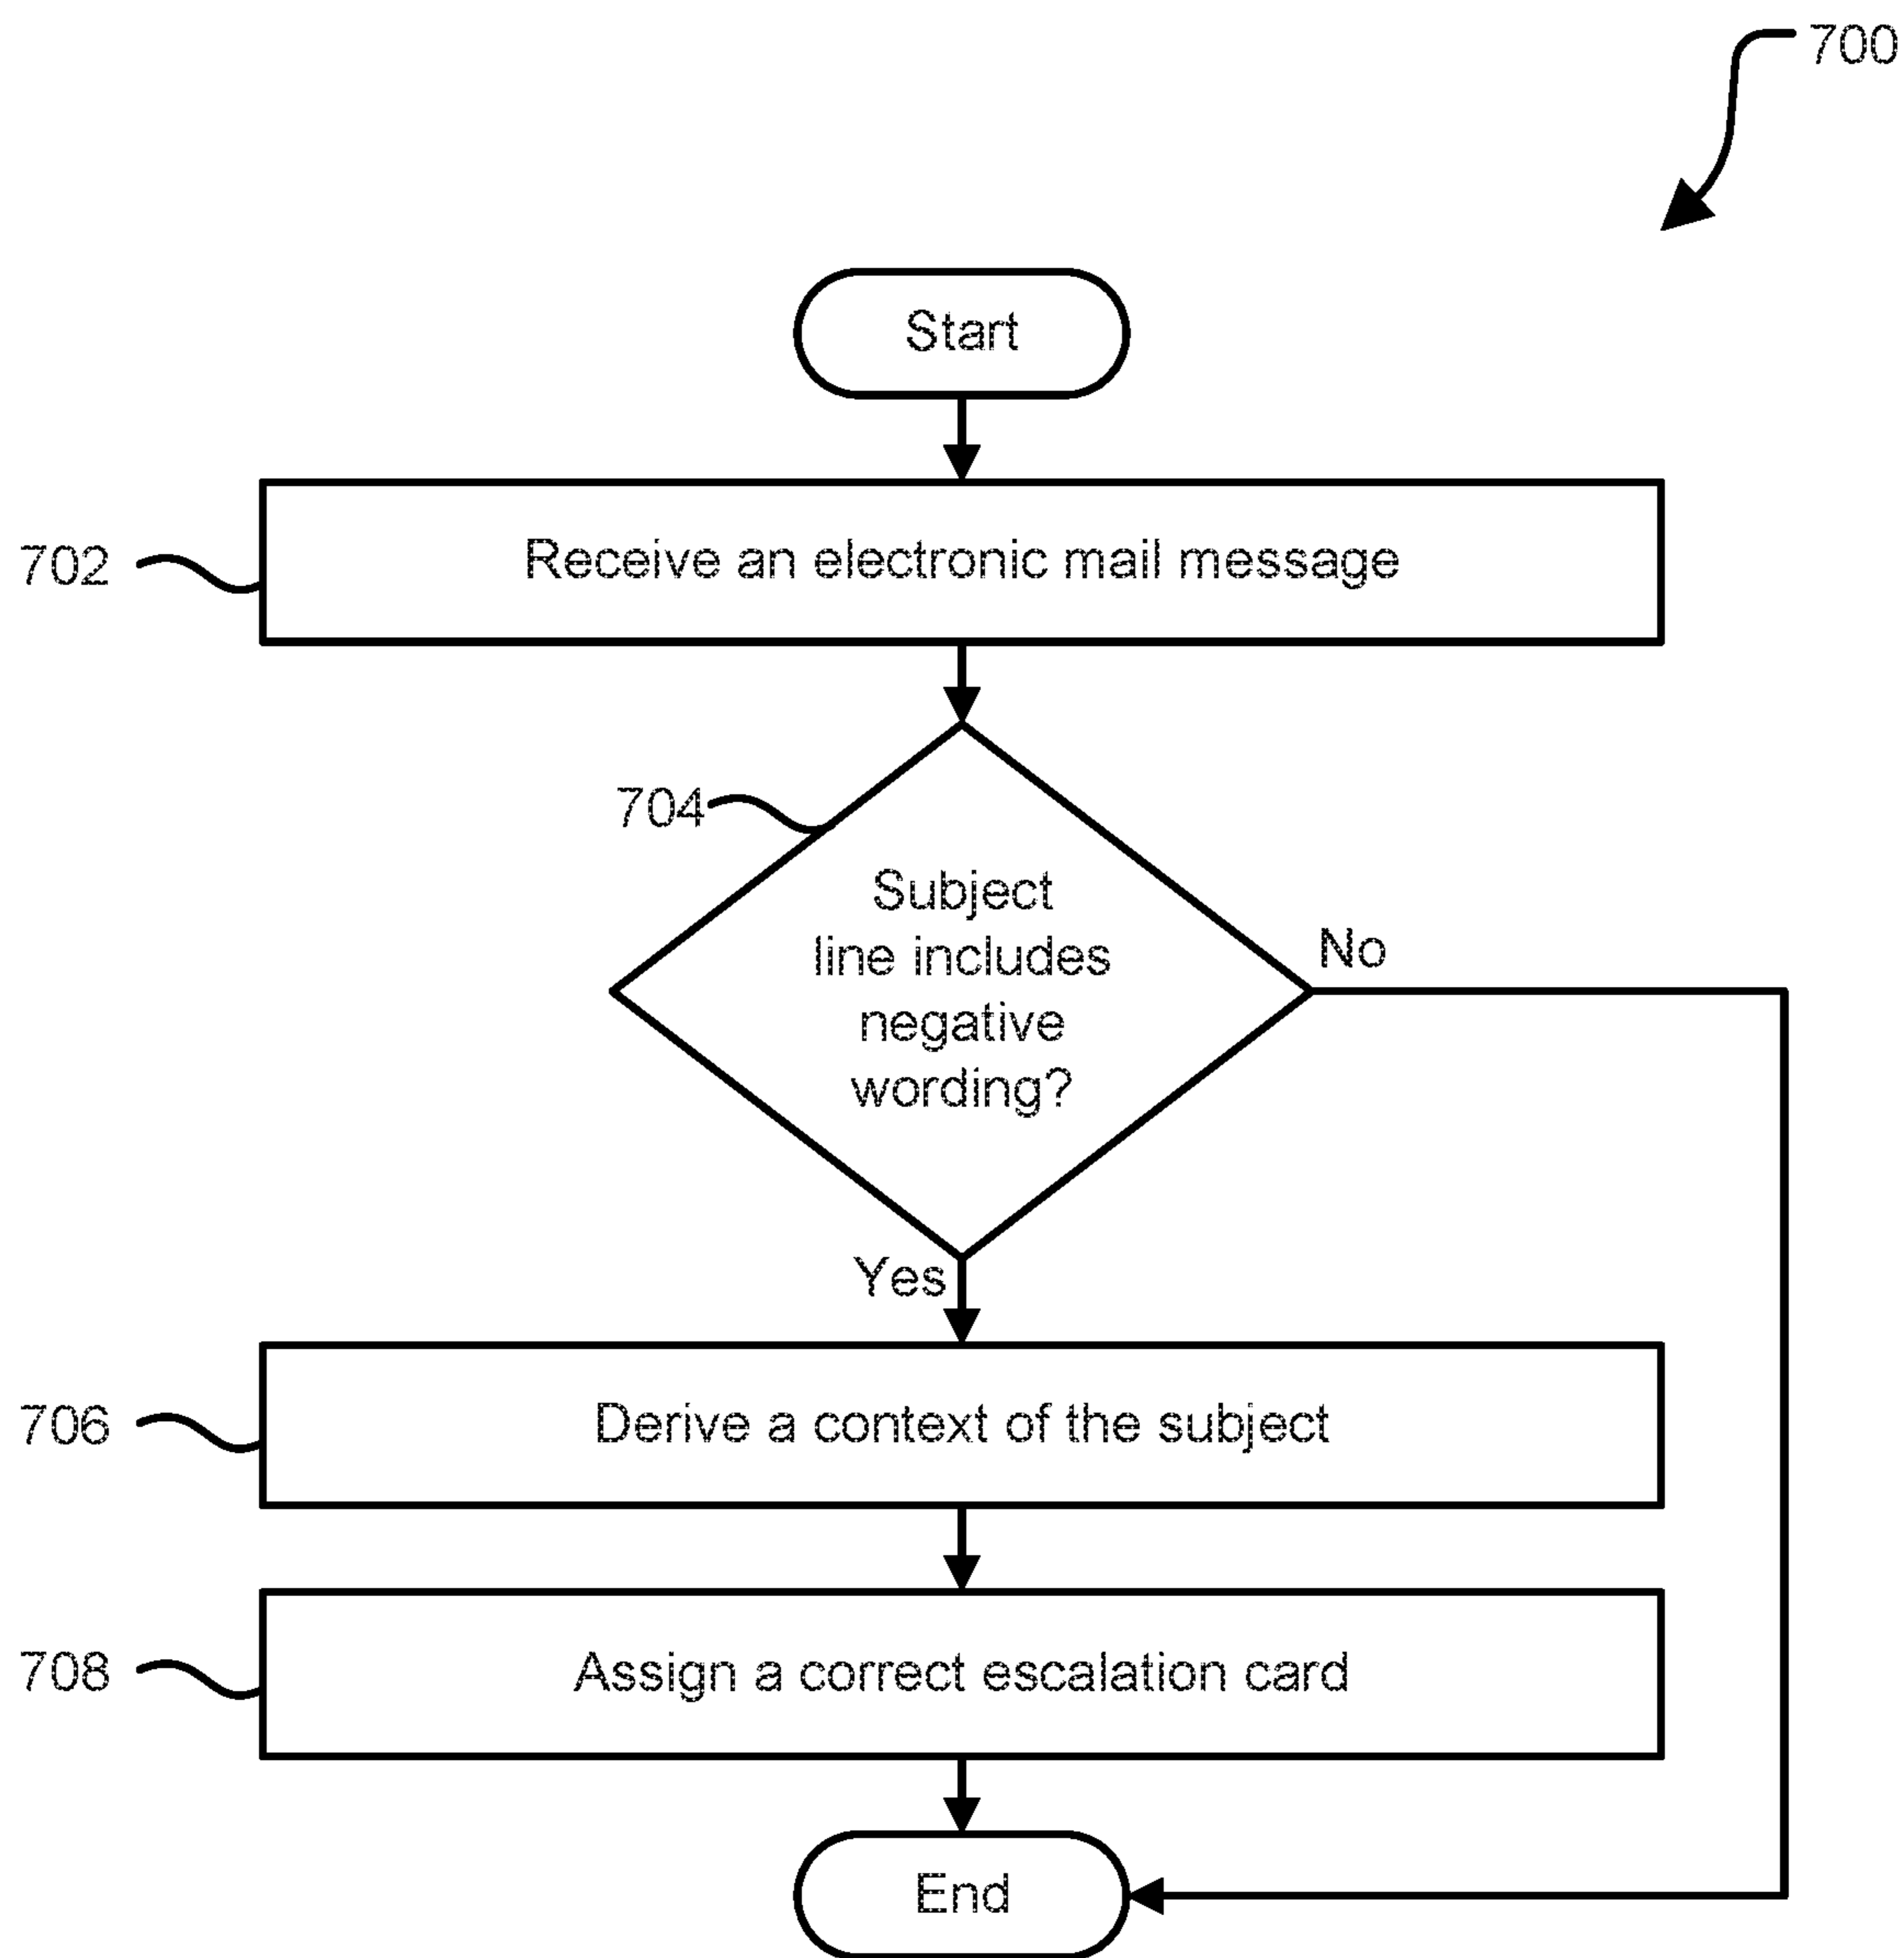 700
Start
702
Receive an electronic mail message
704
Subject
line includes
negative
wording?
No
Yes
706
Derive a context of the subject
708
Assign a correct escalation card
End